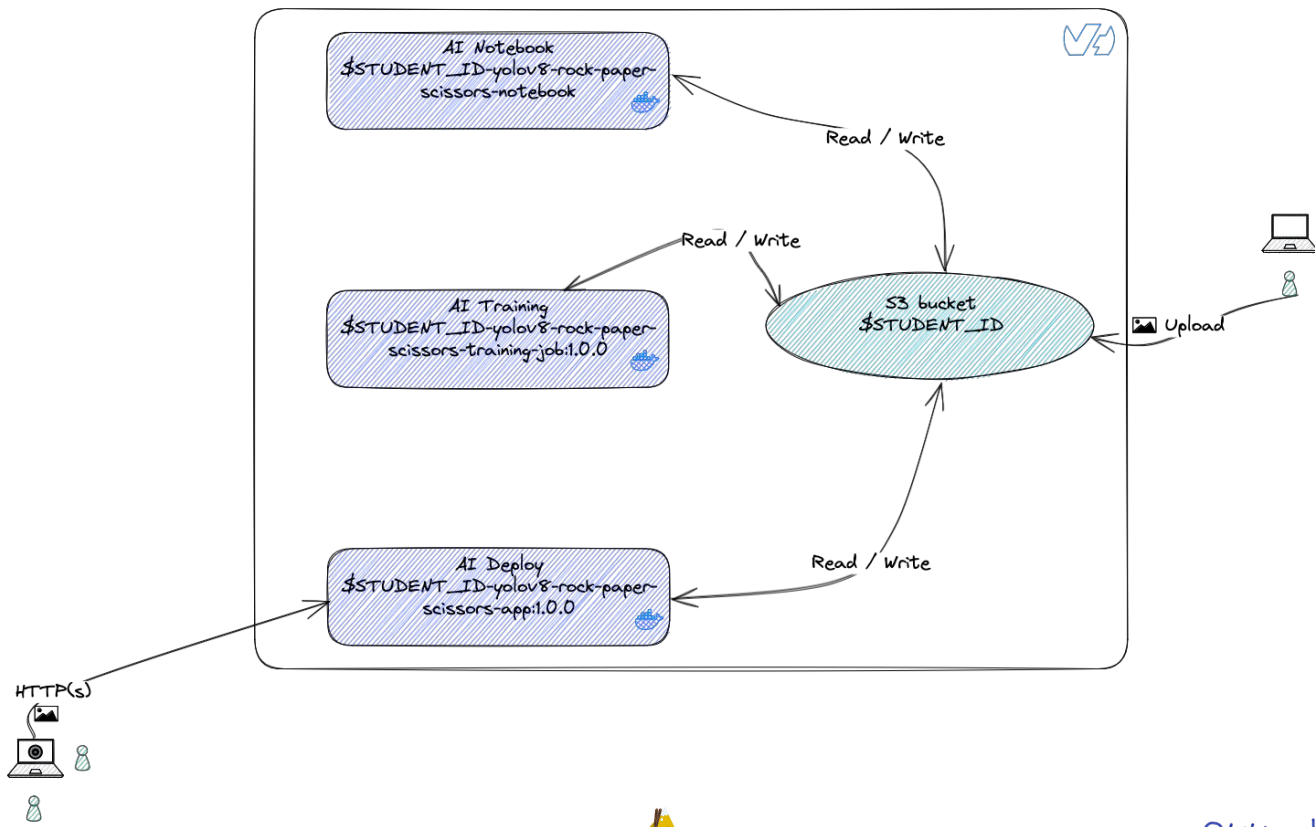 AI Notebook
$STUDENT_ID-yolov8-rock-paper-
scissors-notebook
Read / Write
Read / Write
AI Training
$STUDENT_ID-yolov8-rock-paper-
scissors-training-job:1.0.0
S3 bucket
$STUDENT_ID
Upload
AI Deploy
$STUDENT_ID-yolov8-rock-paper-
scissors-app:1.0.0
Read / Write
HTTP(s)